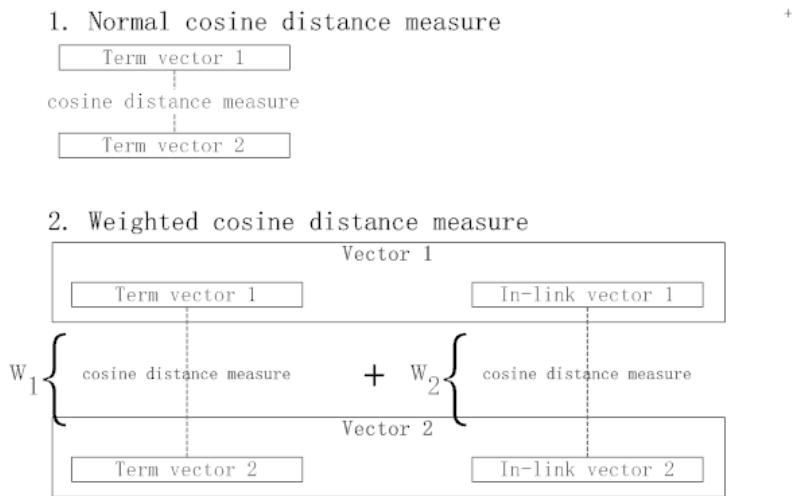 1. Normal cosine distance measure
+
Term vector 1
cosine distance measure
Term vector 2
2. Weighted cosine distance measure
Vector 1
Term vector 1 In-link vector 1
W1 cosine distance measure + W2 cosine distance measure
Vector 2
Term vector 2 In-link vector 2